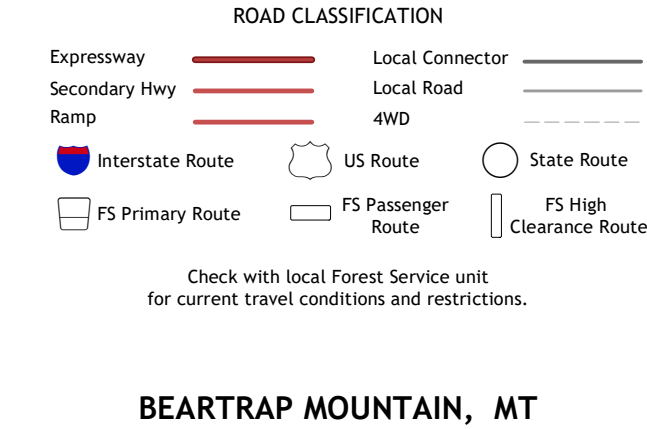 ROAD CLASSIFICATION
Expressway
Local Connector
Secondary Hwy
Local Road
Ramp
4WD
Interstate Route
US Route
State Route
FS Primary Route
FS Passenger
Route
FS High
Clearance Route
Check with local Forest Service unit
for current travel conditions and restrictions.
BEARTRAP MOUNTAIN, MT